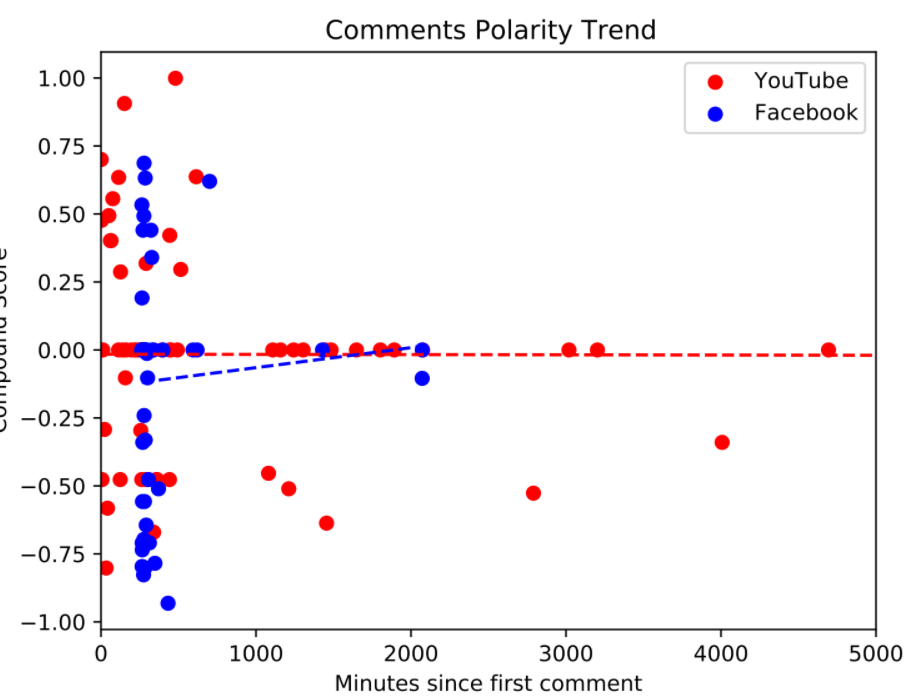 Comments Polarity Trend
YouTube
Facebook
1.00
0.75
0.50
0.25
0.00
−0.25
−0.50
−0.75
−1.00
0 1000 2000 3000 4000 5000
Minutes since first comment